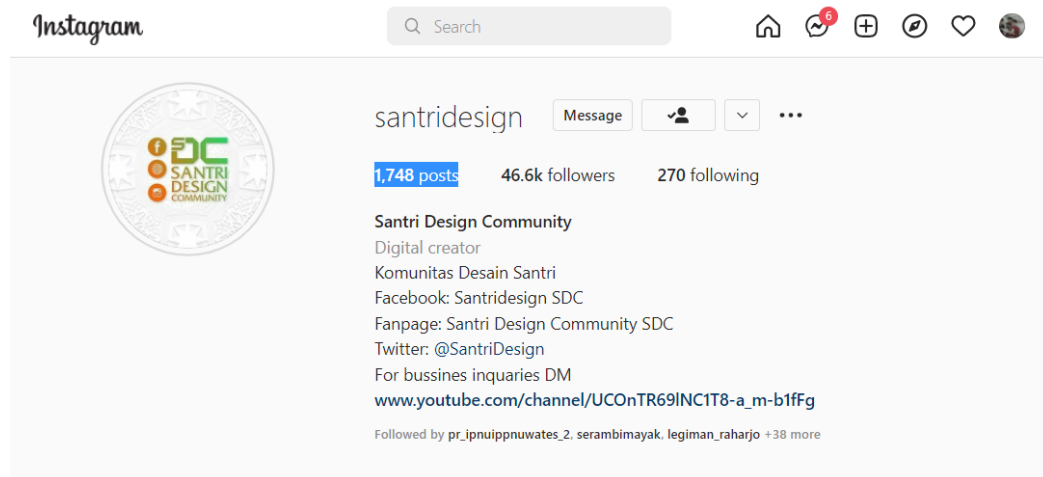 Instagram
Search
6
SDC
SANTRI
DESIGN
COMMUNITY
santridesign Message
1,748 posts 46.6k followers 270 following
Santri Design Community
Digital creator
Komunitas Desain Santri
Facebook: Santridesign SDC
Fanpage: Santri Design Community SDC
Twitter: @SantriDesign
For bussines inquaries DM
www.youtube.com/channel/UCOnTR69lNC1T8-a_m-b1fFg
Followed by pr_ipnuippnuwates_2, serambimayak, legiman_raharjo +38 more